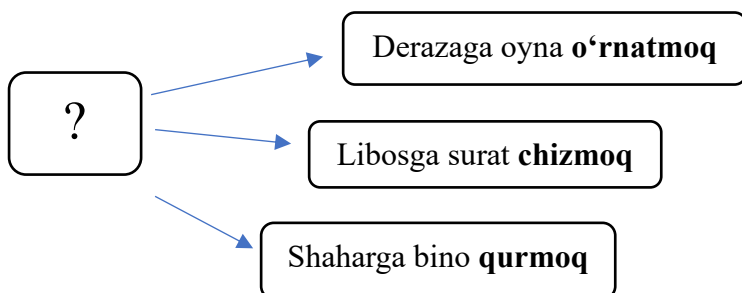 Derazaga oyna o‘rnatmoq
?
Libosga surat chizmoq
Shaharga bino qurmoq